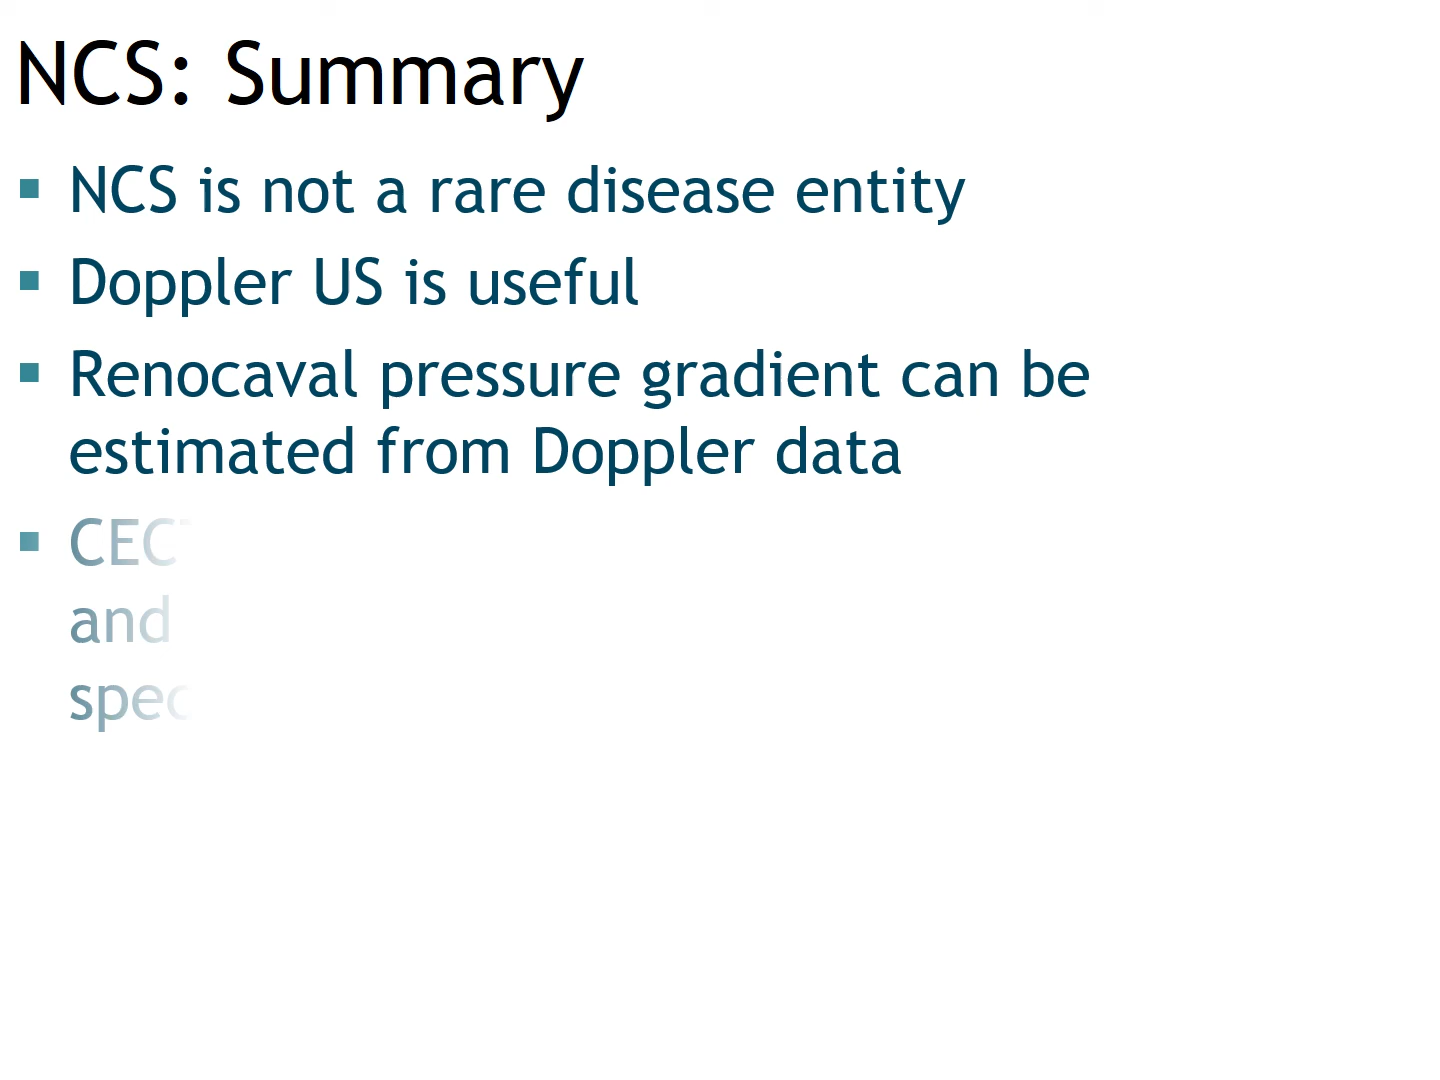 NCS: Summary
▪ NCS is not a rare disease entity
▪ Doppler US is useful
▪ Renocaval pressure gradient can be
estimated from Doppler data
and